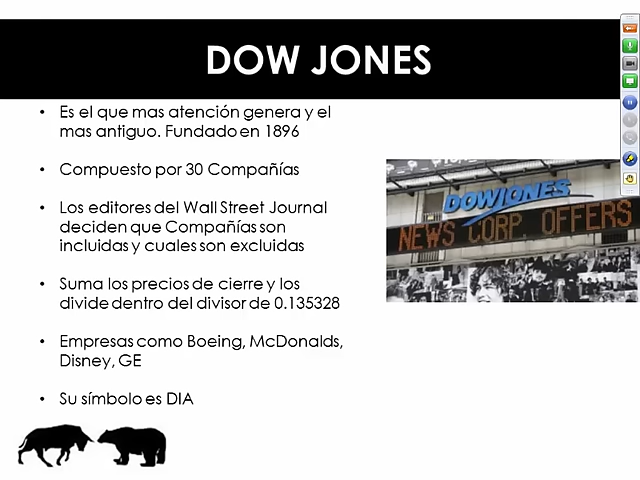 DOW JONES
• Es el que mas atención genera y el
mas antiguo. Fundado en 1896
• Compuesto por 30 Compañías
• Los editores del Wall Street Journal
deciden que Compañías son
incluidas y cuales son excluidas
• Suma los precios de cierre y los
divide dentro del divisor de 0.135328
• Empresas como Boeing, McDonalds,
Disney, GE
• Su símbolo es DIA
DOWJONES
NEWS CORP. OFFERS